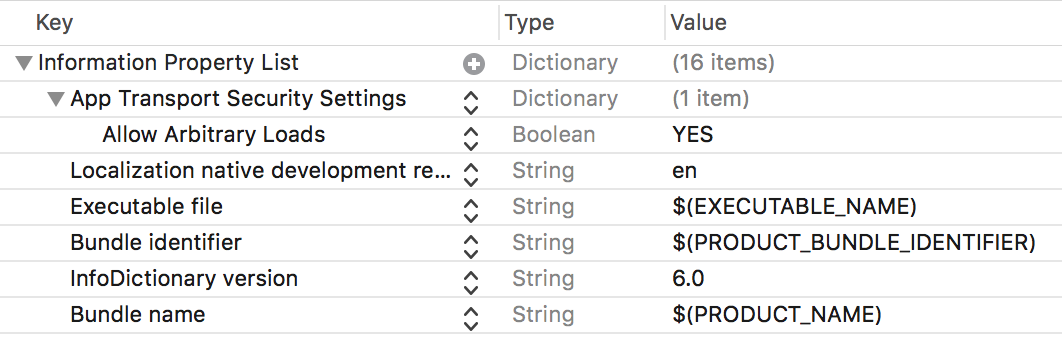 Key Type Value
Information Property List Dictionary (16 items)
App Transport Security Settings Dictionary (1 item)
Allow Arbitrary Loads Boolean YES
Localization native development re... String en
Executable file String $(EXECUTABLE_NAME)
Bundle identifier String $(PRODUCT_BUNDLE_IDENTIFIER)
InfoDictionary version String 6.0
Bundle name String $(PRODUCT_NAME)